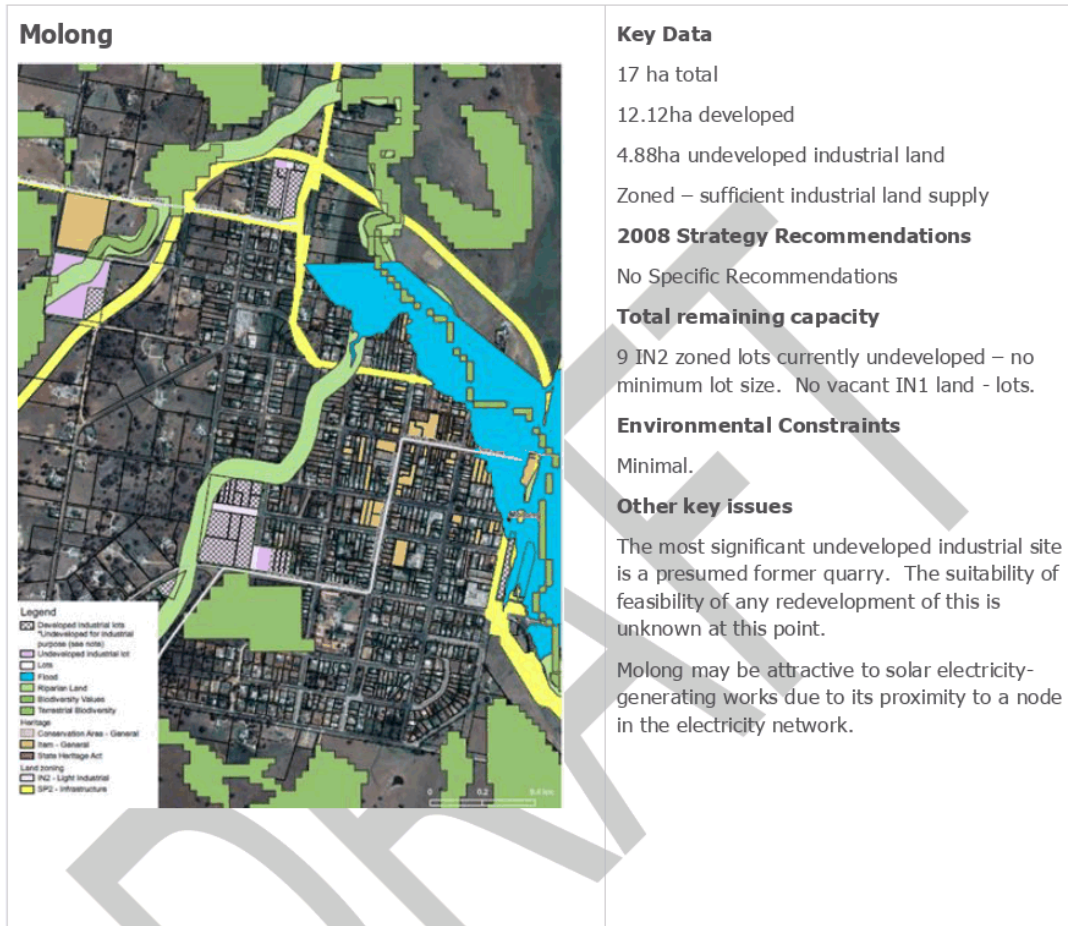 Molong
Legend
Developed Industrial lots
*Undeveloped for industrial
purpose (see note)
Undeveloped industrial lot
Lots
Flood
Riparian Land
Biodiversity Values
Terrestrial Biodiversity
Heritage
Conservation Area - General
Item - General
State Heritage Act
Land zoning
IN2 - Light Industrial
SP2 - Infrastructure
0 0.2 0.4 km
Key Data
17 ha total
12.12ha developed
4.88ha undeveloped industrial land
Zoned – sufficient industrial land supply
2008 Strategy Recommendations
No Specific Recommendations
Total remaining capacity
9 IN2 zoned lots currently undeveloped – no
minimum lot size.  No vacant IN1 land - lots.
Environmental Constraints
Minimal.
Other key issues
The most significant undeveloped industrial site
is a presumed former quarry.  The suitability of
feasibility of any redevelopment of this is
unknown at this point.
Molong may be attractive to solar electricity-
generating works due to its proximity to a node
in the electricity network.
DRAFT